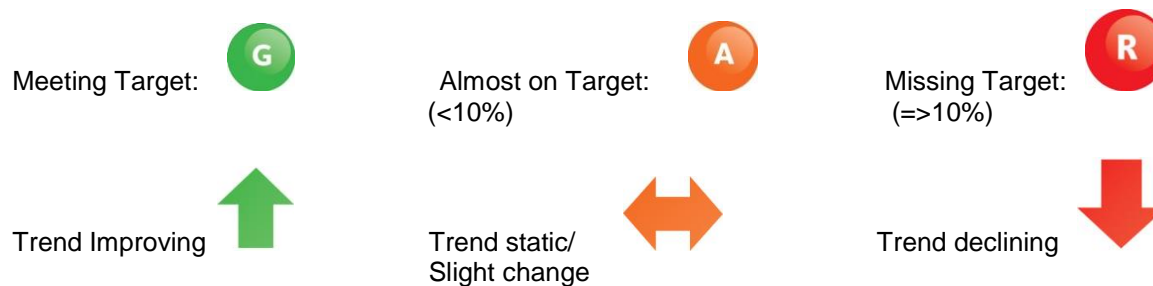 G
A
R
Meeting Target:
Almost on Target:
(<10%)
Missing Target:
(=>10%)
Trend Improving
Trend static/
Slight change
Trend declining